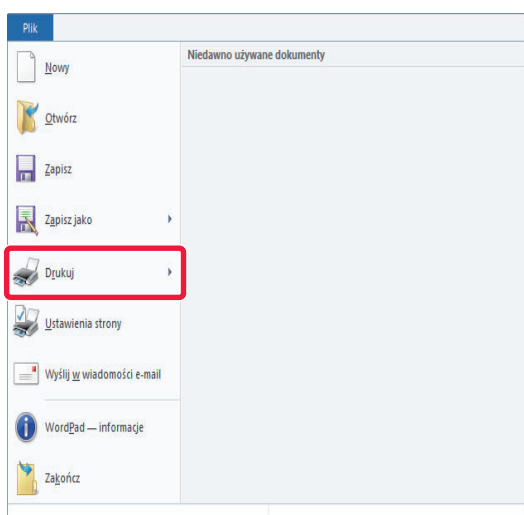 Plik
Niedawno używane dokumenty
Nowy
Otwórz
Zapisz
Zapisz jako
Drukuj
Ustawienia strony
Wyślij w wiadomości e-mail
WordPad — informacje
Zakończ